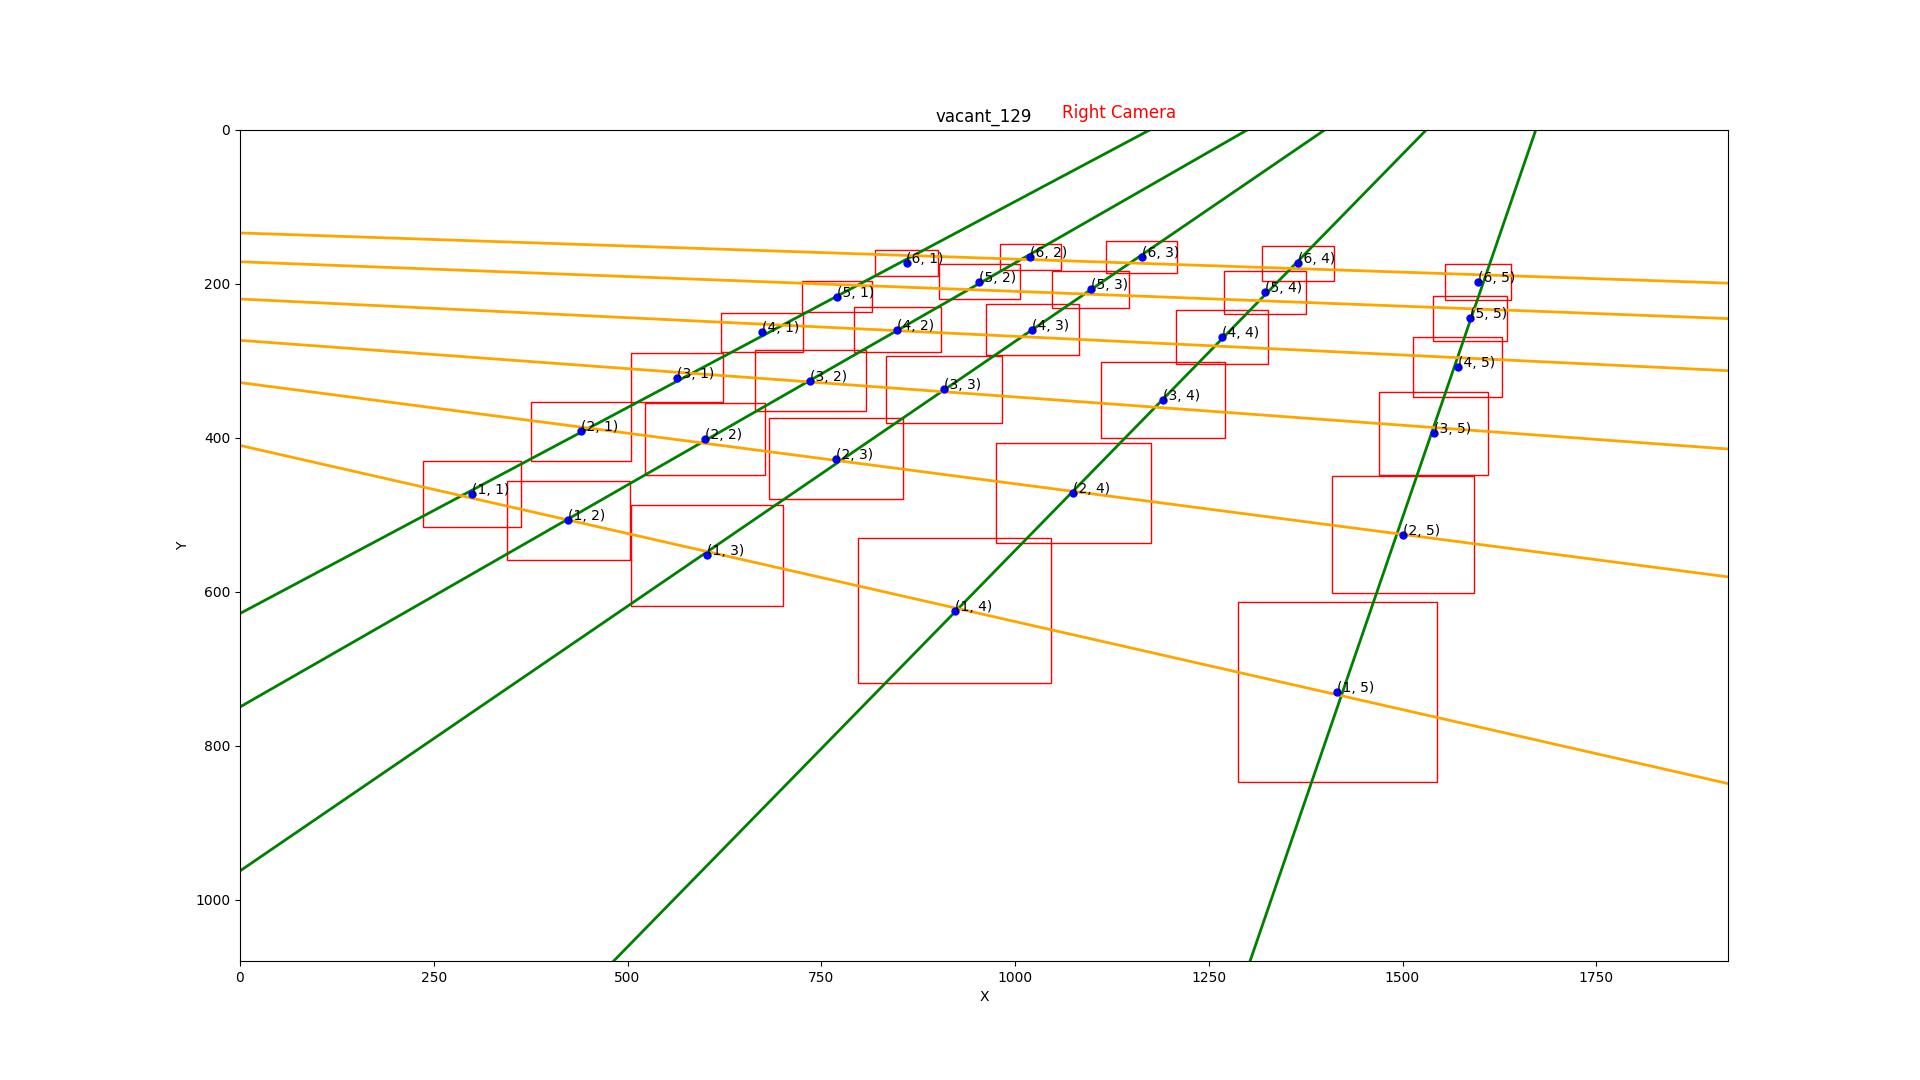 vacant_129 Right Camera
0
(6, 1) (6, 2) (6, 3) (6, 4) (6, 5)
200
(5, 1) (5, 2) (5, 3) (5, 4) (5, 5)
(4, 1) (4, 2) (4, 3) (4, 4) (4, 5)
(3, 1) (3, 2) (3, 3) (3, 4) (3, 5)
400
(2, 1) (2, 2) (2, 3) (2, 4) (2, 5)
(1, 1) (1, 2) (1, 3) (1, 4) (1, 5)
Y
600
800
1000
0 250 500 750 1000 1250 1500 1750
X